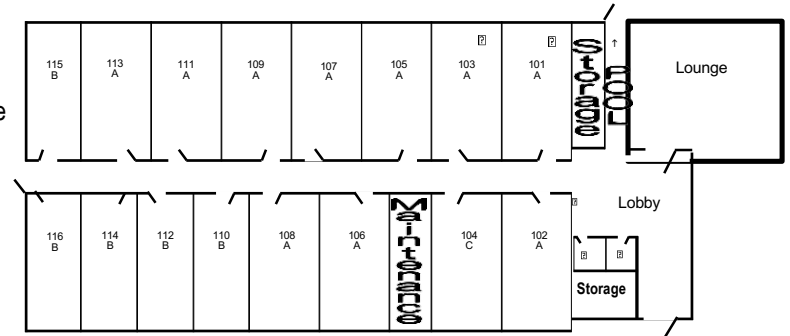 115
B
113
A
111
A
109
A
107
A
105
A
103
A
101
A
Storage
POOL
Lounge
e
Lobby
116
B
114
B
112
B
110
B
108
A
106
A
Maintenance
104
C
102
A
Storage